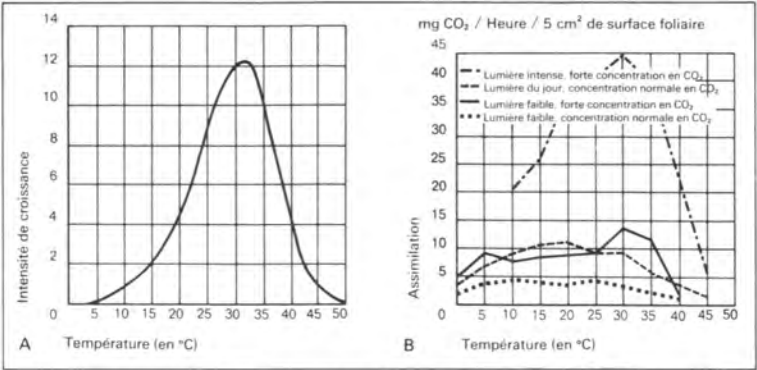 14
12
10
8
6
4
2
0
5 10 15 20 25 30 35 40 45 50
Intensité de croissance
A Température (en °C)
mg CO₂ / Heure / 5 cm² de surface foliaire
45
40
35
30
25
20
15
10
5
0
Lumière intense, forte concentration en CO₂
Lumière du jour, concentration normale en CO₂
Lumière faible, forte concentration en CO₂
Lumière faible, concentration normale en CO₂
5 10 15 20 25 30 35 40 45 50
Assimilation
B Température (en °C)